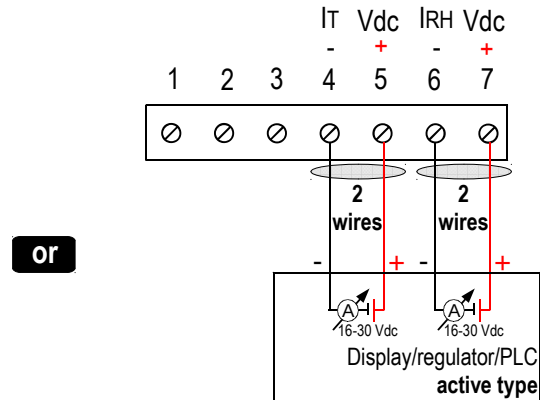 IT Vdc IRH Vdc
- + - +
1 2 3 4 5 6 7
2 2
wires wires
or
- + - +
A A
16-30 Vdc 16-30 Vdc
Display/regulator/PLC
active type